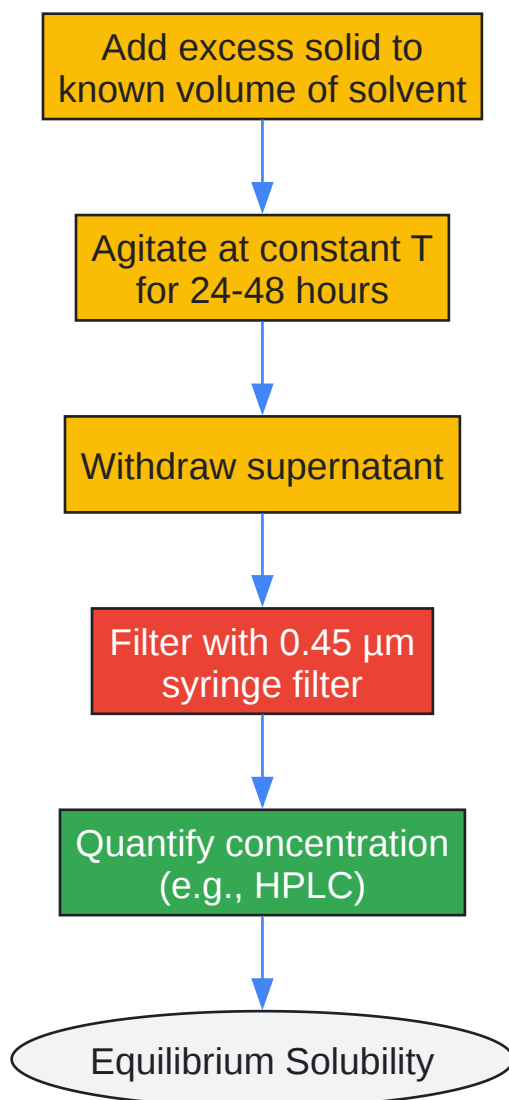 Add excess solid to
known volume of solvent
Agitate at constant T
for 24-48 hours
Withdraw supernatant
Filter with 0.45 µm
syringe filter
Quantify concentration
(e.g., HPLC)
Equilibrium Solubility